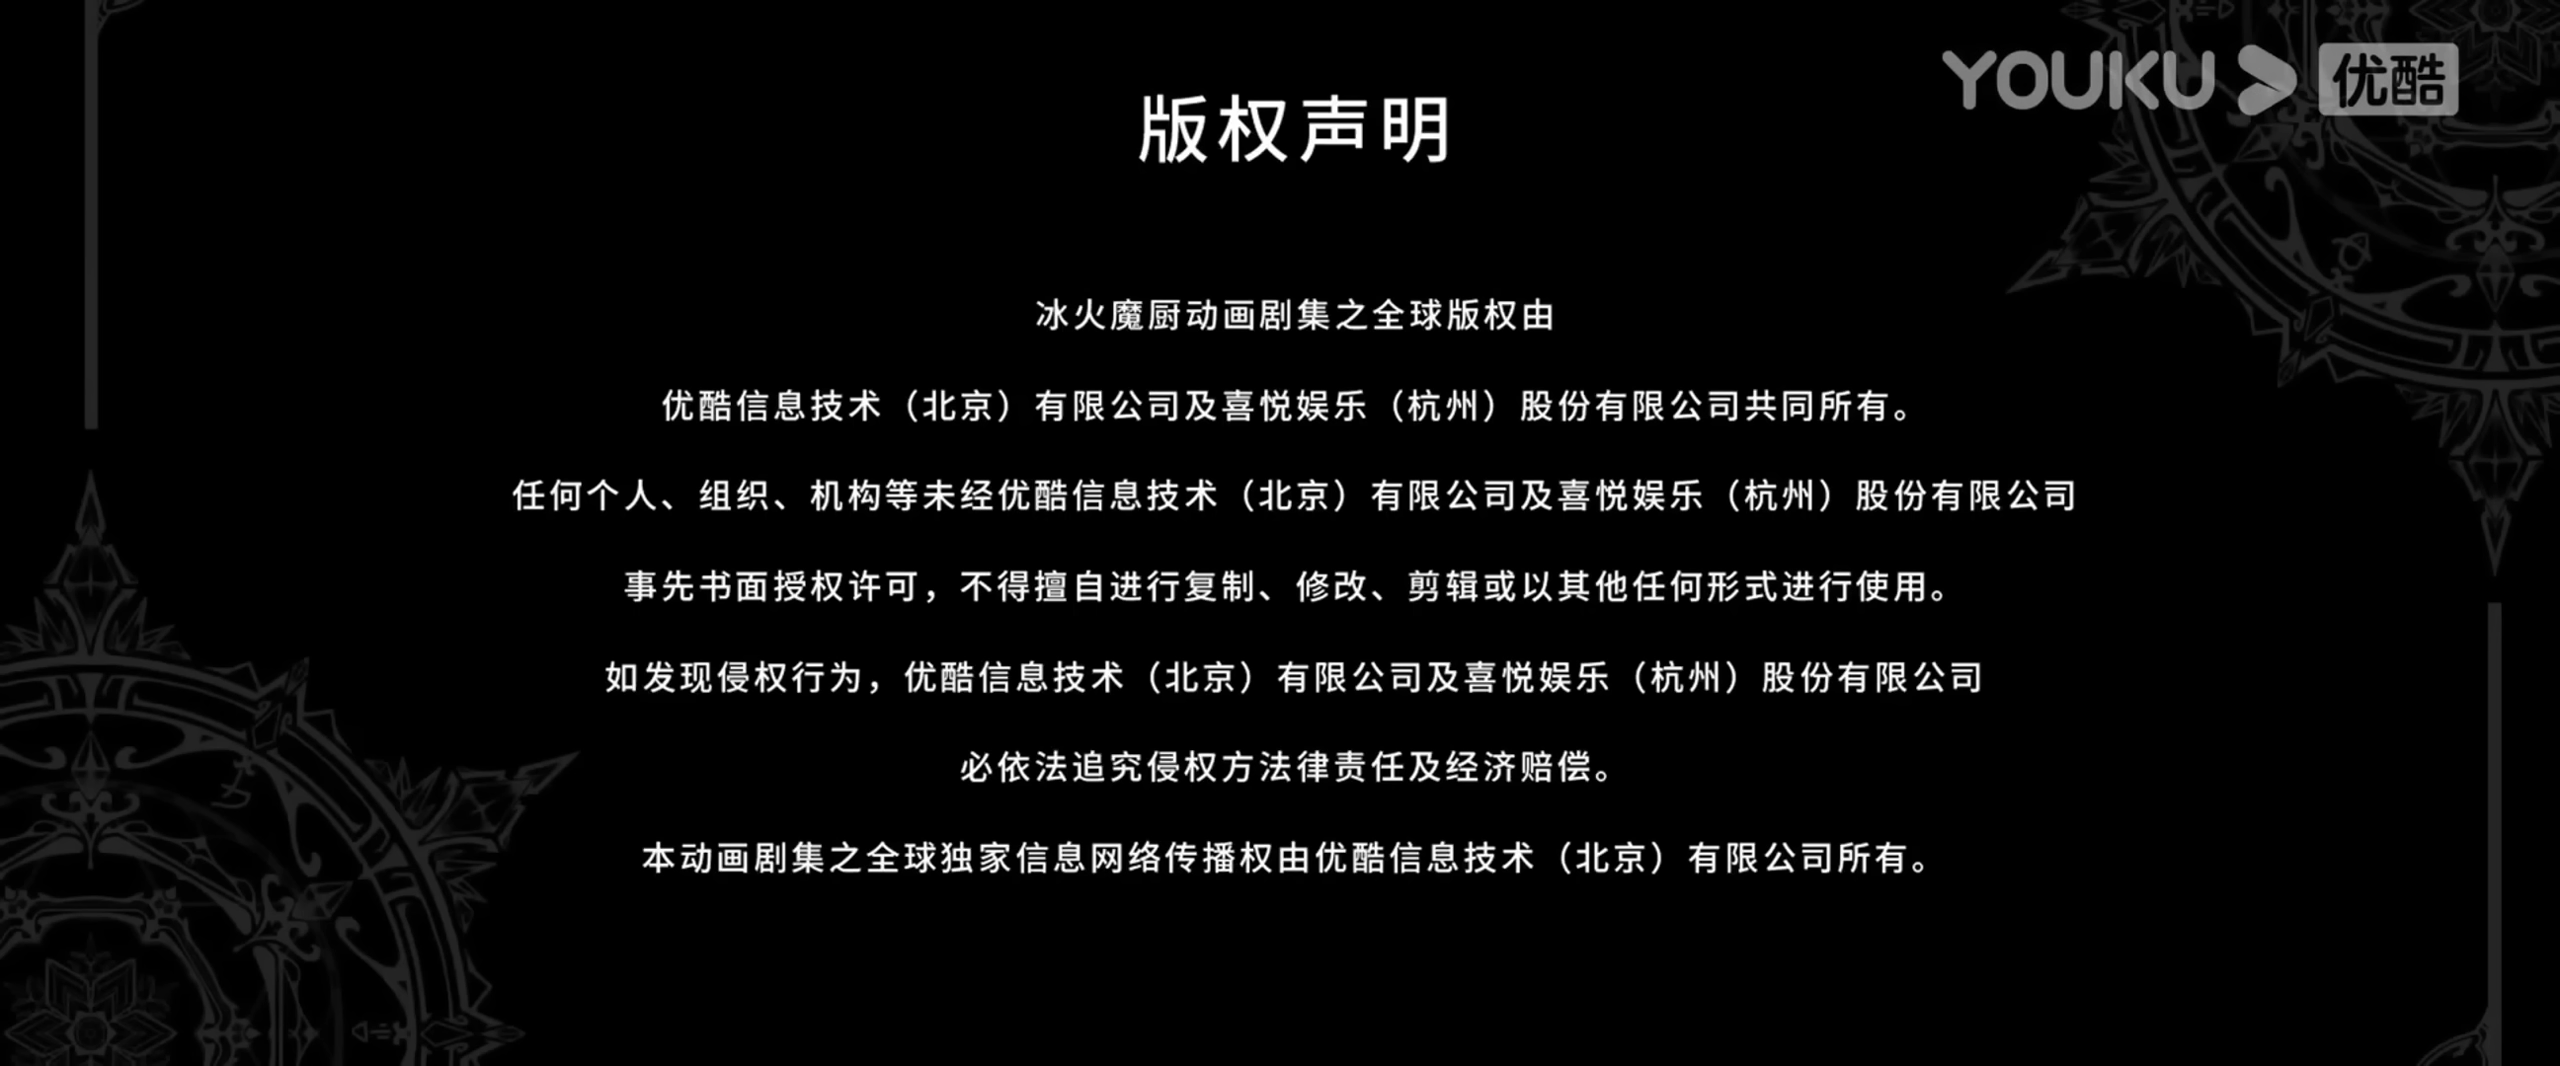 YOUKU 优酷
版权声明
冰火魔厨动画剧集之全球版权由
优酷信息技术（北京）有限公司及喜悦娱乐（杭州）股份有限公司共同所有。
任何个人、组织、机构等未经优酷信息技术（北京）有限公司及喜悦娱乐（杭州）股份有限公司
事先书面授权许可，不得擅自进行复制、修改、剪辑或以其他任何形式进行使用。
如发现侵权行为，优酷信息技术（北京）有限公司及喜悦娱乐（杭州）股份有限公司
必依法追究侵权方法律责任及经济赔偿。
本动画剧集之全球独家信息网络传播权由优酷信息技术（北京）有限公司所有。